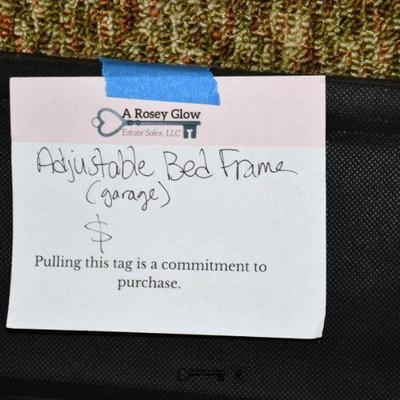 A Rosey Glow
Estate Sales, LLC
Adjustable Bed Frame
(garage)
$
Pulling this tag is a commitment to
purchase.